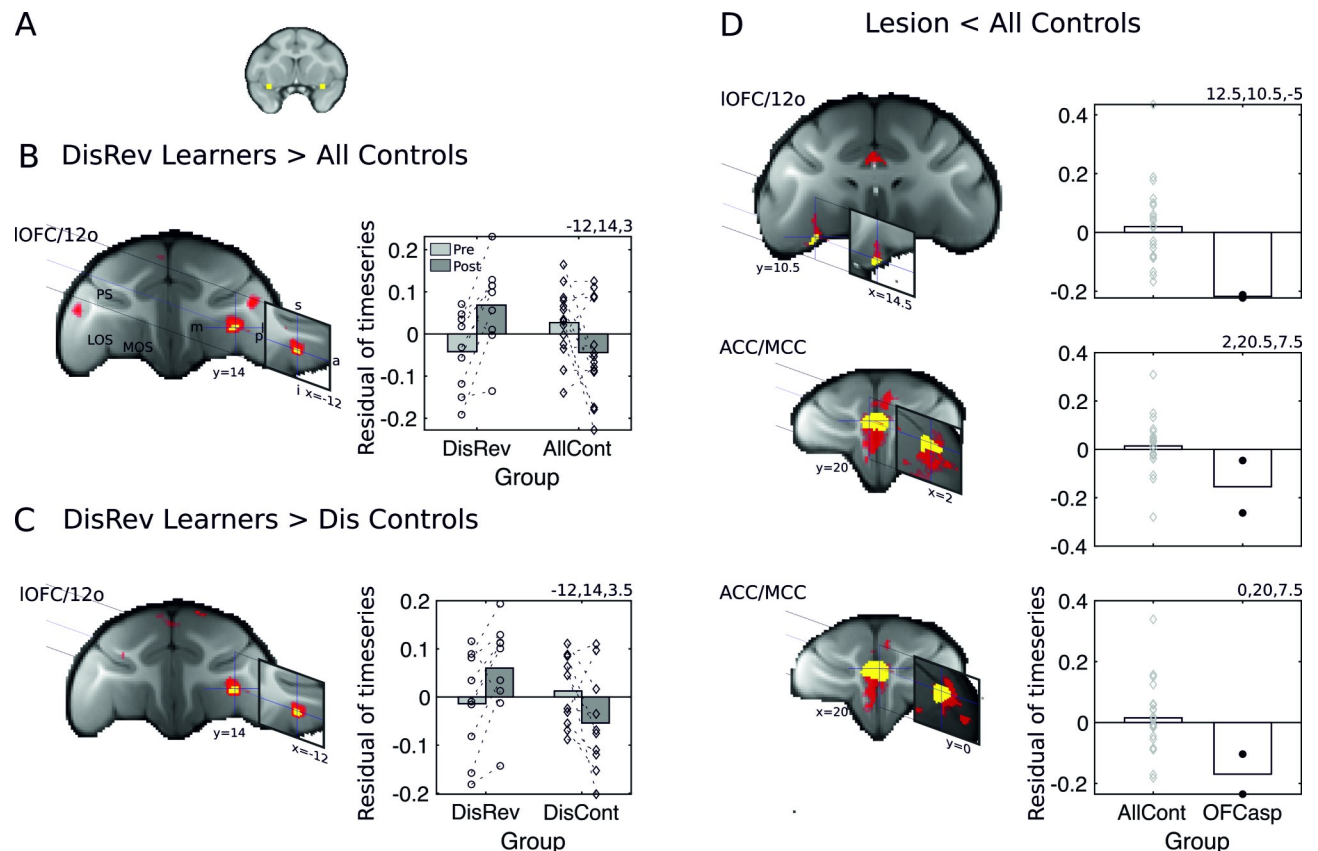 A
B DisRev Learners > All Controls
lOFC/12o
PS
LOS
MOS
m
l
s
p
a
i
y=14
x=-12
-12,14,3
Pre
Post
0.2
0.1
0
-0.1
-0.2
Residual of timeseries
DisRev AllCont
Group
C DisRev Learners > Dis Controls
lOFC/12o
y=14
x=-12
-12,14,3.5
0.2
0.1
0
-0.1
-0.2
Residual of timeseries
DisRev DisCont
Group
D Lesion < All Controls
lOFC/12o
y=10.5
x=14.5
12.5,10.5,-5
0.4
0.2
0
-0.2
ACC/MCC
y=20
x=2
2,20.5,7.5
0.4
0.2
0
-0.2
-0.4
ACC/MCC
x=20
y=0
0,20,7.5
0.4
0.2
0
-0.2
Residual of timeseries
AllCont OFCasp
Group